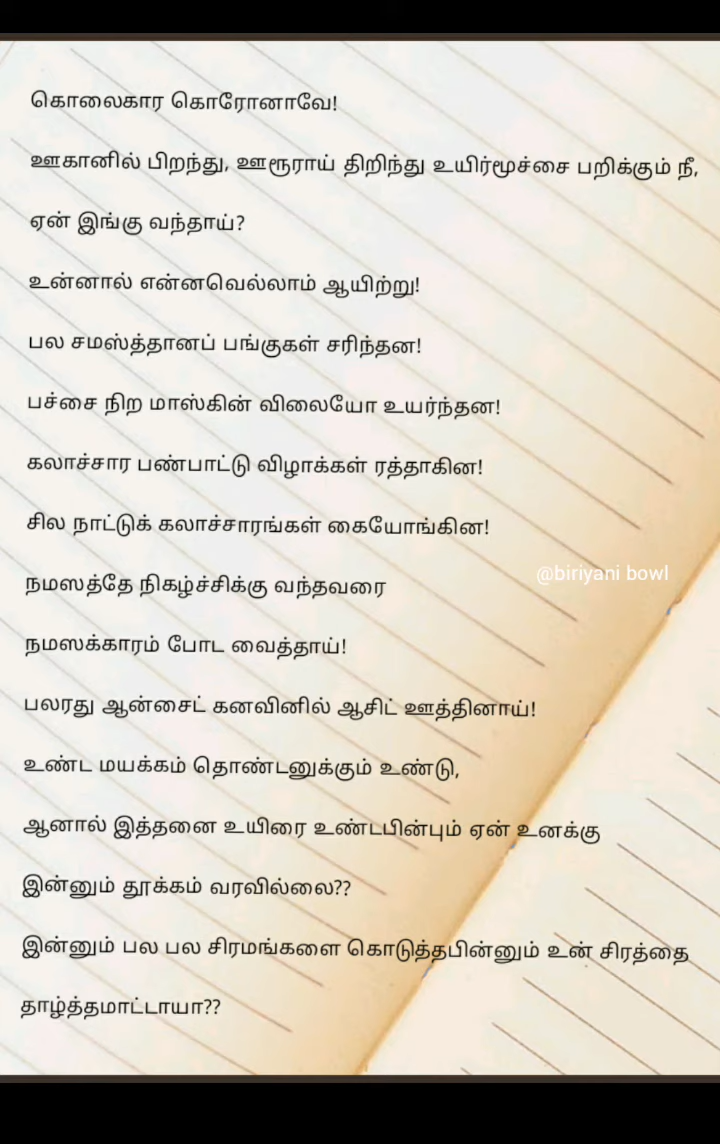 கொலைகார கொரோனாவே!
ஊகானில் பிறந்து, ஊரூராய் திறிந்து உயிர்மூச்சை பறிக்கும் நீ,
ஏன் இங்கு வந்தாய்?
உன்னால் என்னவெல்லாம் ஆயிற்று!
பல சமஸ்த்தானப் பங்குகள் சரிந்தன!
பச்சை நிற மாஸ்கின் விலையோ உயர்ந்தன!
கலாச்சார பண்பாட்டு விழாக்கள் ரத்தாகின!
சில நாட்டுக் கலாச்சாரங்கள் கையோங்கின!
@biriyani bowl
நமஸத்தே நிகழ்ச்சிக்கு வந்தவரை
நமஸக்காரம் போட வைத்தாய்!
பலரது ஆன்சைட் கனவினில் ஆசிட் ஊத்தினாய்!
உண்ட மயக்கம் தொண்டனுக்கும் உண்டு,
ஆனால் இத்தனை உயிரை உண்டபின்பும் ஏன் உனக்கு
இன்னும் தூக்கம் வரவில்லை??
இன்னும் பல பல சிரமங்களை கொடுத்தபின்னும் உன் சிரத்தை
தாழ்த்தமாட்டாயா??